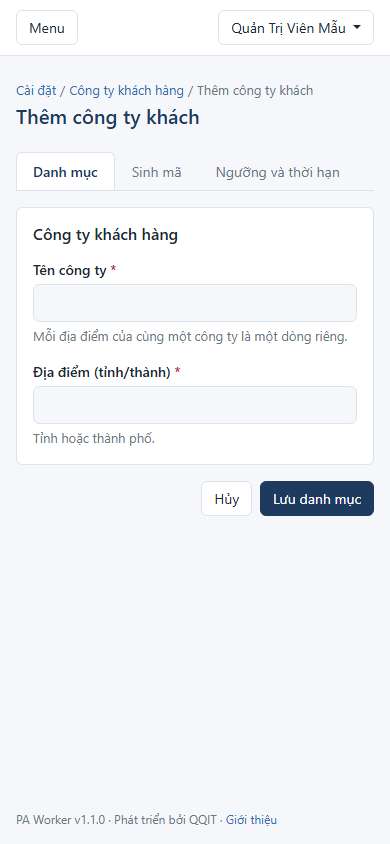 Menu
Quản Trị Viên Mẫu
Cài đặt / Công ty khách hàng / Thêm công ty khách
Thêm công ty khách
Danh mục
Sinh mã
Ngưỡng và thời hạn
Công ty khách hàng
Tên công ty *
Mỗi địa điểm của cùng một công ty là một dòng riêng.
Địa điểm (tỉnh/thành) *
Tỉnh hoặc thành phố.
Hủy
Lưu danh mục
PA Worker v1.1.0 · Phát triển bởi QQIT · Giới thiệu